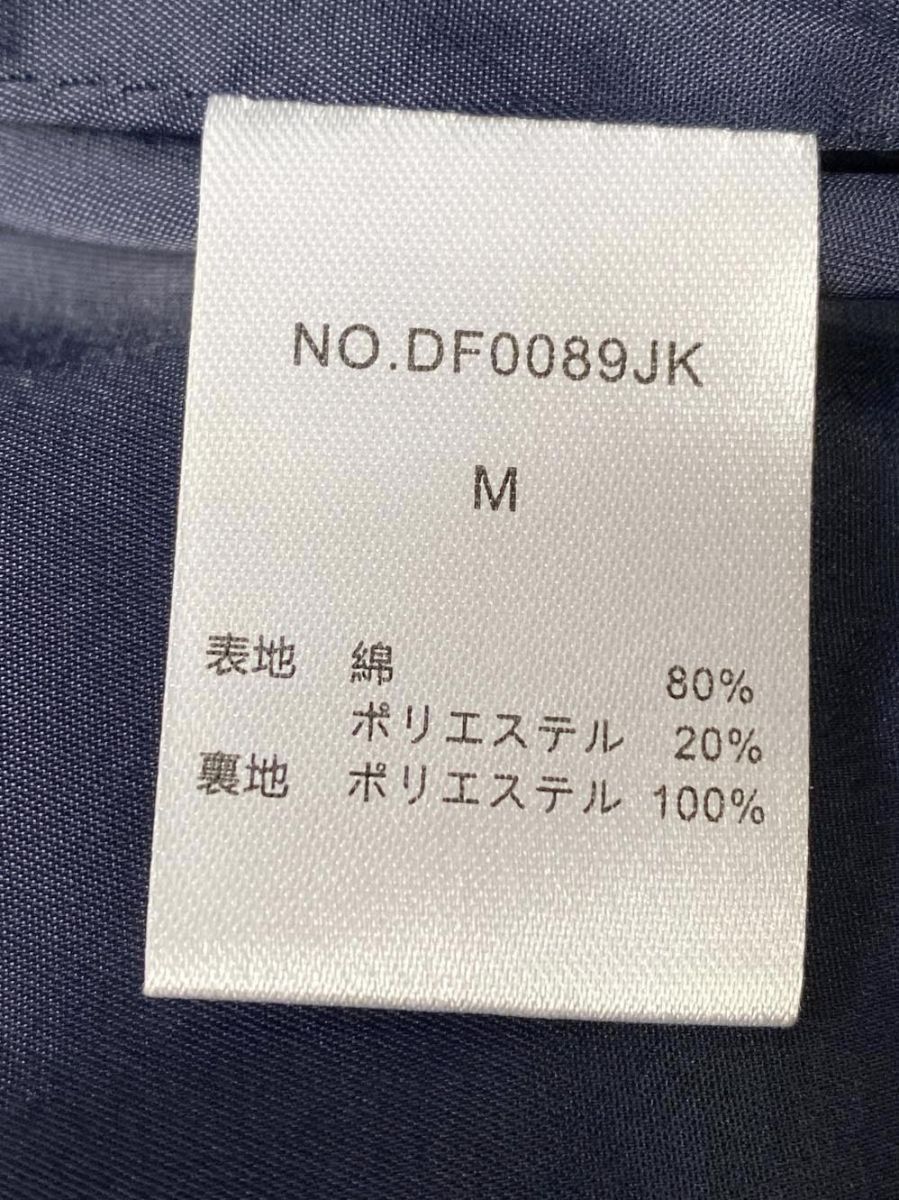 NO.DF0089JK
M
表地 綿 80%
ポリエステル 20%
裏地 ポリエステル 100%